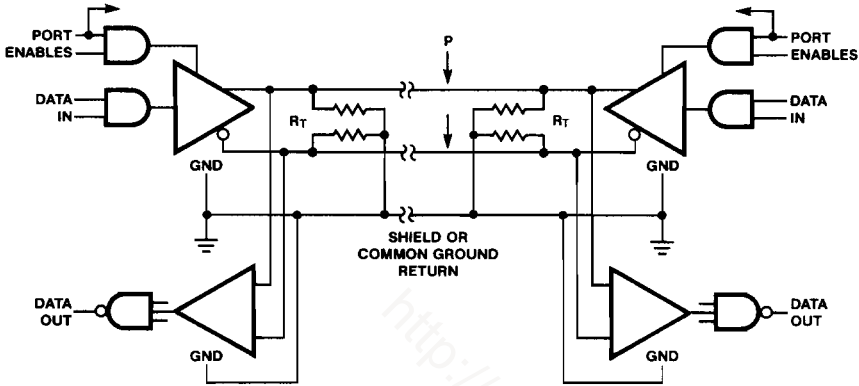 PORT
ENABLES
DATA
IN
P
R_T
R_T
PORT
ENABLES
DATA
IN
GND
GND
SHIELD OR
COMMON GROUND
RETURN
DATA
OUT
GND
GND
DATA
OUT
http://